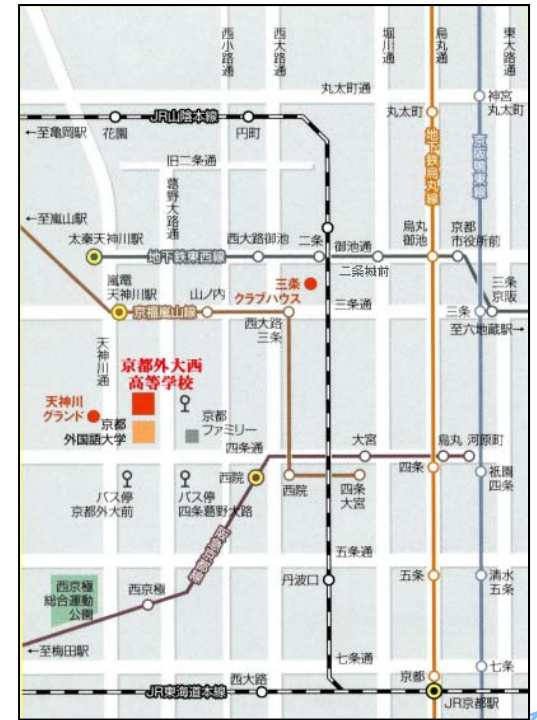 西小路通
西大路通
堀川通
烏丸通
東大路通
丸太町通
神宮
丸太町
丸太町
JR山陰本線
←至亀岡駅
花園
円町
地下鉄烏丸線
京阪鴨東線
旧二条通
葛野大路通
←至嵐山駅
太秦天神川駅
地下鉄東西線
西大路御池
二条
御池通
二条城前
烏丸
御池
京都
市役所前
嵐電
天神川駅
山ノ内
三条
クラブハウス
三条
京阪
京福嵐山線
三条通
三条
西大路
三条
至六地蔵駅→
天神川通
京都外大西
高等学校
天神川
グランド
京都
外国語大学
京都
ファミリー
四条通
大宮
烏丸
河原町
西院
西院
四条
大宮
四条
祇園
四条
バス停
京都外大前
バス停
四条葛野大路
五条通
西京極
総合運動
公園
西京極
丹波口
五条
清水
五条
←至梅田駅
七条通
七条
西大路
京都
JR東海道本線
JR京都駅